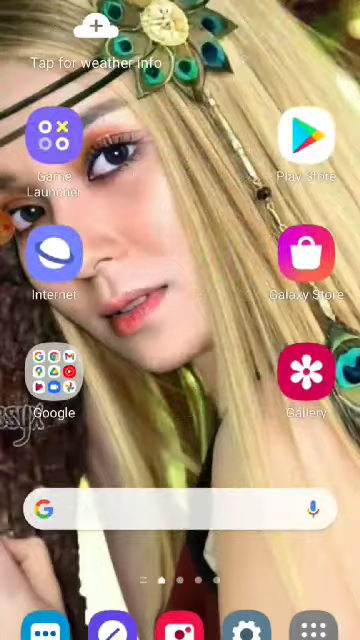 Tap for weather info
Game
Launcher
Play Store
Internet
Galaxy Store
Google
Gallery